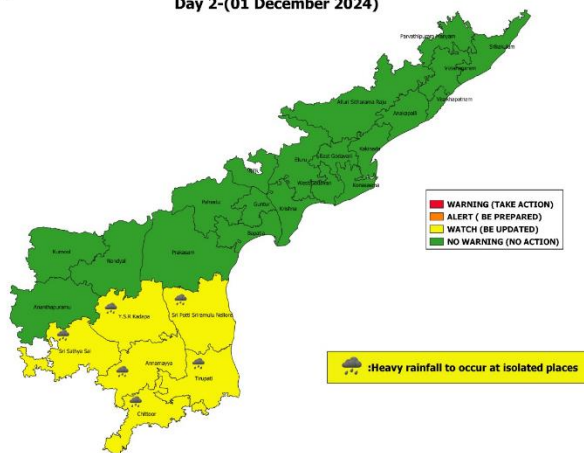 Day 2-(01 December 2024)
Parvathipuram Manyam
Srikakulam
Vizianagaram
Visakhapatnam
Alluri Sitharama Raju
Anakapalli
Kakinada
East Godavari
Eluru
Konaseema
West Godavari
Krishna
Guntur
Palnadu
Bapatla
Prakasam
Kurnool
Nandyal
Ananthapuramu
Y.S.R Kadapa
Sri Potti Sriramulu Nellore
Sri Sathya Sai
Annamayya
Tirupati
Chittoor
WARNING (TAKE ACTION)
ALERT ( BE PREPARED)
WATCH (BE UPDATED)
NO WARNING (NO ACTION)
:Heavy rainfall to occur at isolated places